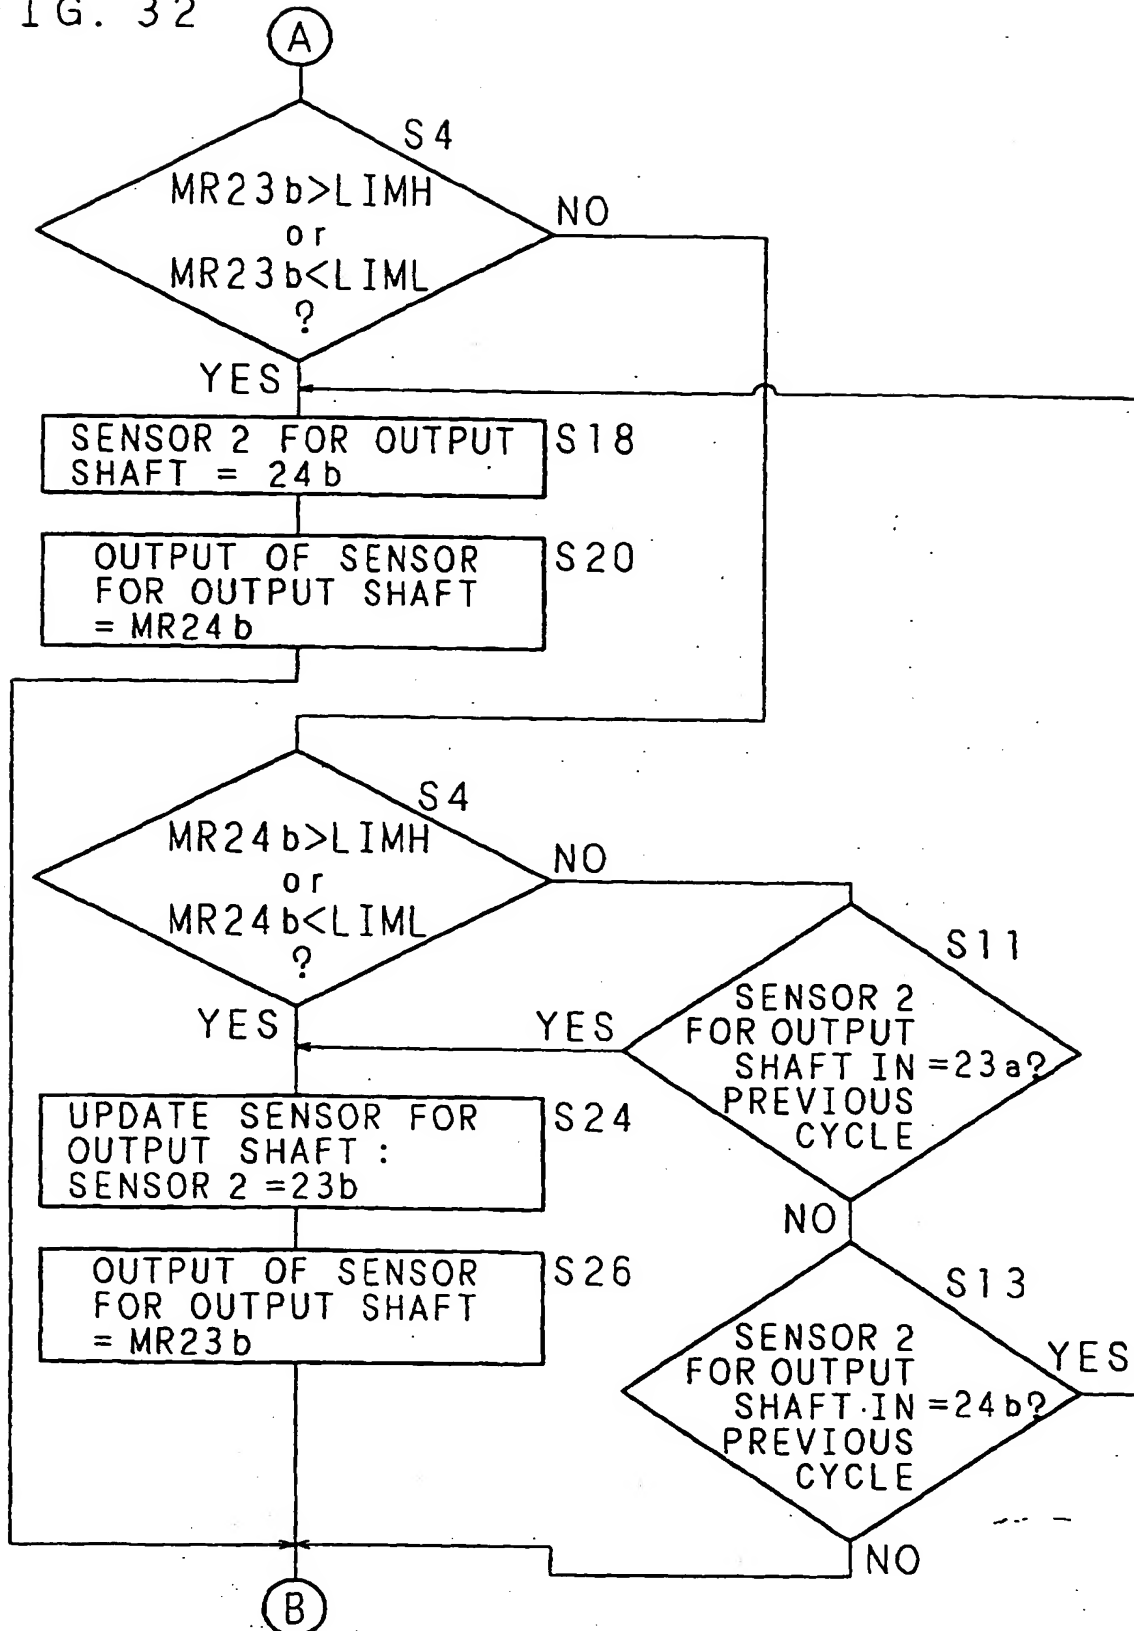 IG. 32
A
S4
MR23b>LIMH
or
MR23b<LIML
?
NO
YES
SENSOR 2 FOR OUTPUT
SHAFT = 24b
S18
OUTPUT OF SENSOR
FOR OUTPUT SHAFT
= MR24b
S20
S4
MR24b>LIMH
or
MR24b<LIML
?
NO
YES
S11
SENSOR 2
FOR OUTPUT
SHAFT IN =23a?
PREVIOUS
CYCLE
YES
NO
UPDATE SENSOR FOR
OUTPUT SHAFT :
SENSOR 2 =23b
S24
OUTPUT OF SENSOR
FOR OUTPUT SHAFT
= MR23b
S26
S13
SENSOR 2
FOR OUTPUT
SHAFT IN =24b?
PREVIOUS
CYCLE
YES
NO
B